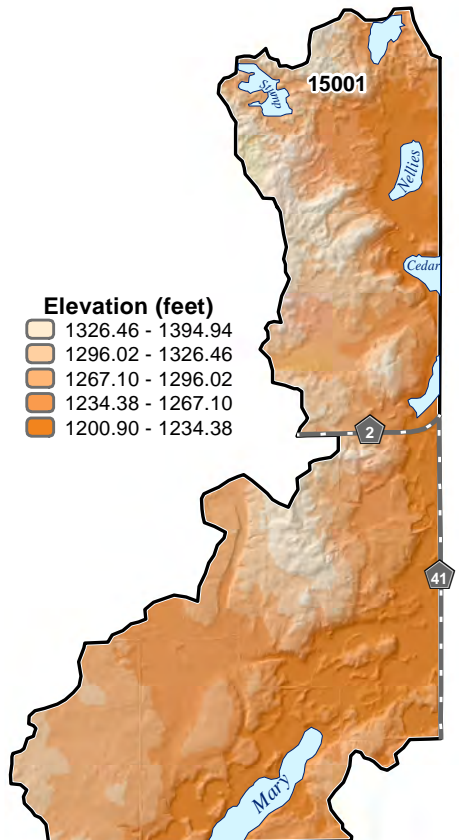 15001
Stump
Nellies
Cedar
Elevation (feet)
1326.46 - 1394.94
1296.02 - 1326.46
1267.10 - 1296.02
1234.38 - 1267.10
1200.90 - 1234.38
2
41
Mary